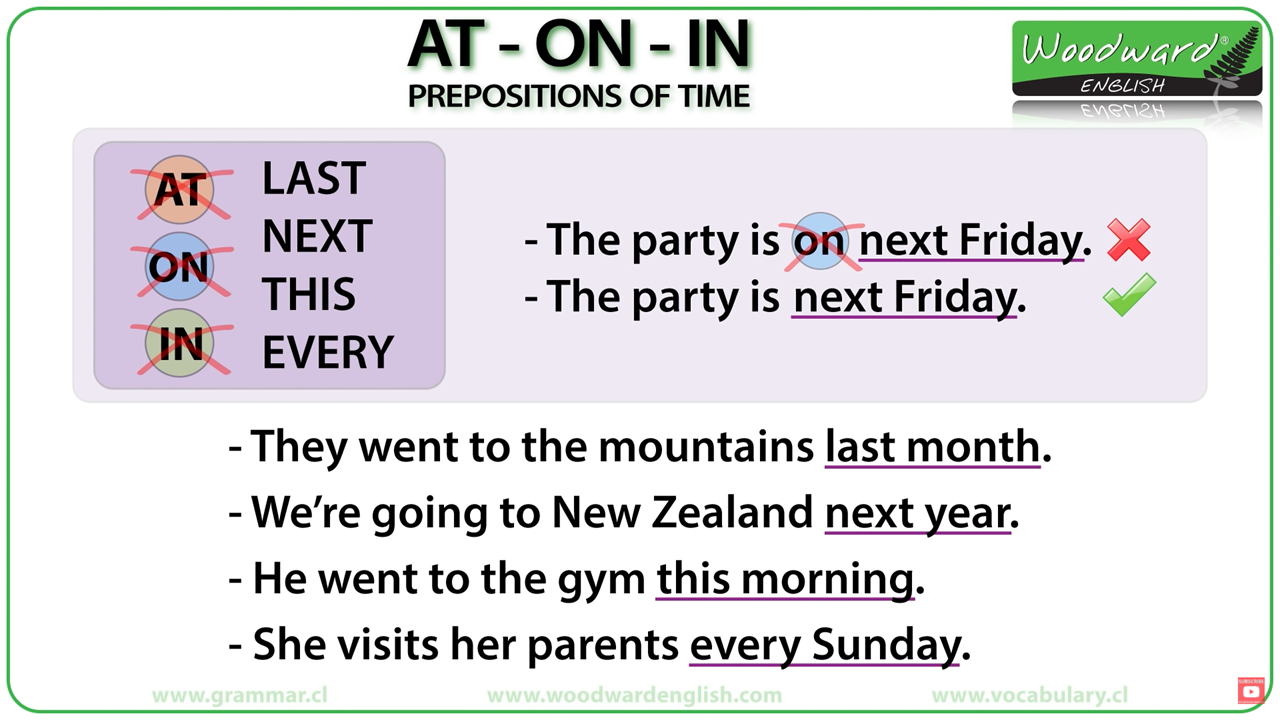 AT - ON - IN
PREPOSITIONS OF TIME
Woodward®
ENGLISH
AT
ON
IN
LAST
NEXT
THIS
EVERY
- The party is on next Friday.
- The party is next Friday.
- They went to the mountains last month.
- We’re going to New Zealand next year.
- He went to the gym this morning.
- She visits her parents every Sunday.
www.grammar.cl www.woodwardenglish.com www.vocabulary.cl
SUBSCRIBE